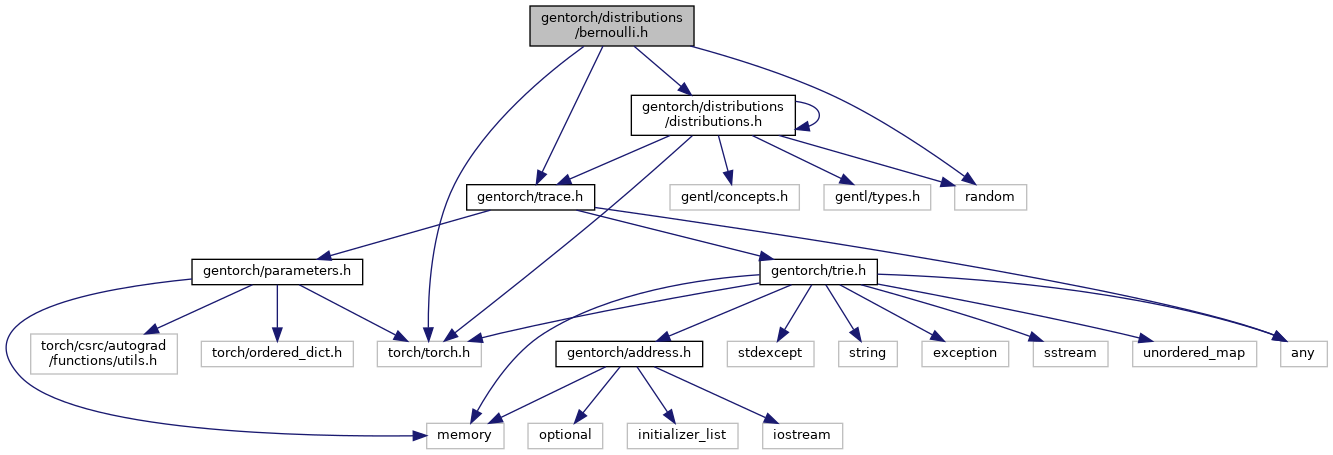 gentorch/distributions
/bernoulli.h
gentorch/distributions
/distributions.h
gentorch/trace.h
gentl/concepts.h
gentl/types.h
random
gentorch/parameters.h
gentorch/trie.h
torch/csrc/autograd
/functions/utils.h
torch/ordered_dict.h
torch/torch.h
gentorch/address.h
stdexcept
string
exception
sstream
unordered_map
any
memory
optional
initializer_list
iostream